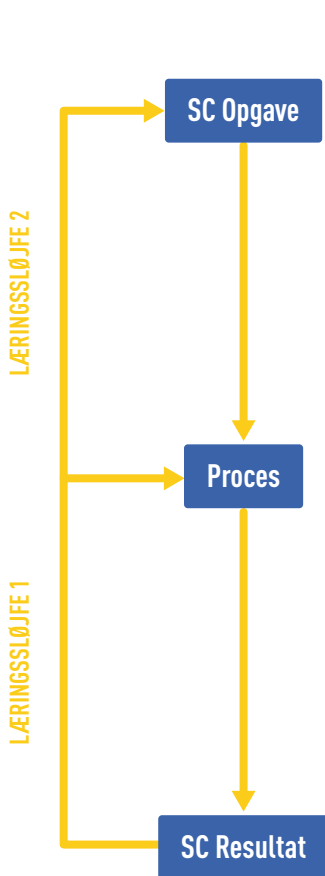 SC Opgave
LÆRINGSSLØJFE 2
Proces
LÆRINGSSLØJFE 1
SC Resultat